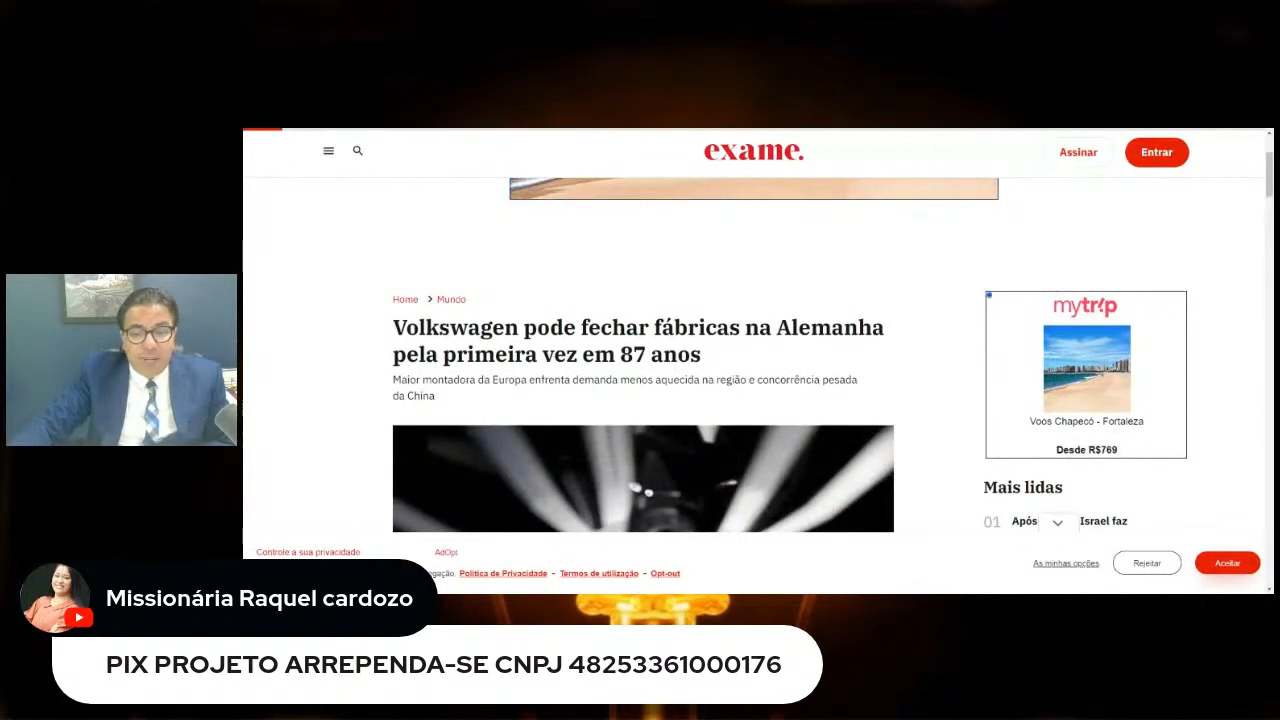 exame.
Assinar
Entrar
Home > Mundo
Volkswagen pode fechar fábricas na Alemanha
pela primeira vez em 87 anos
Maior montadora da Europa enfrenta demanda menos aquecida na região e concorrência pesada
da China
mytrip
Voos Chapecó - Fortaleza
Desde R$769
Mais lidas
01 Após Israel faz
Controle a sua privacidade
AdOpt
egação. Política de Privacidade - Termos de utilização - Opt-out
As minhas opções
Rejeitar
Aceitar
Missionária Raquel cardozo
PIX PROJETO ARREPENDA-SE CNPJ 48253361000176